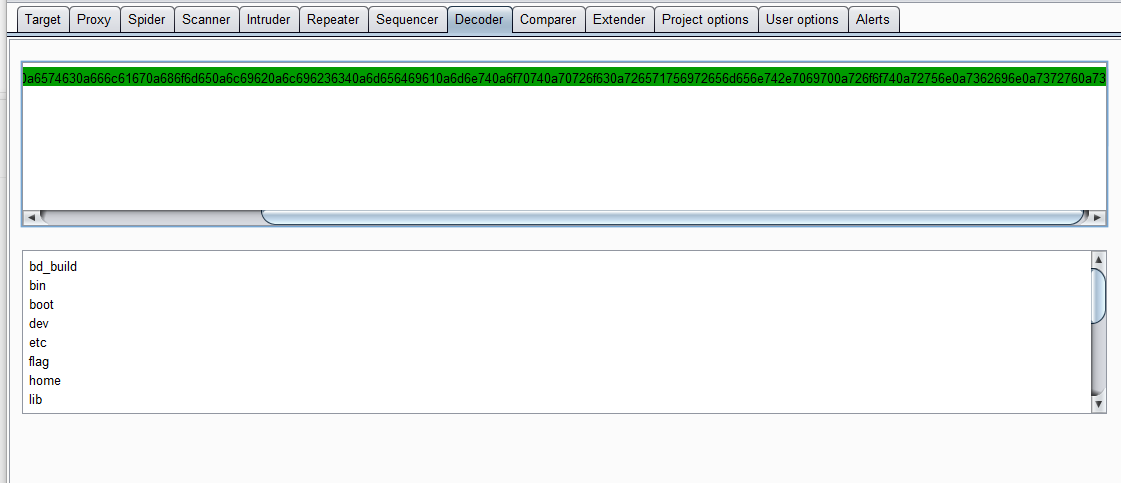 Target Proxy Spider Scanner Intruder Repeater Sequencer Decoder Comparer Extender Project options User options Alerts
0a6574630a666c61670a686f6d650a6c69620a6c696236340a6d656469610a6d6e740a6f70740a70726f630a726571756972656d656e742e7069700a726f6f740a72756e0a7362696e0a7372760a73
bd_build
bin
boot
dev
etc
flag
home
lib